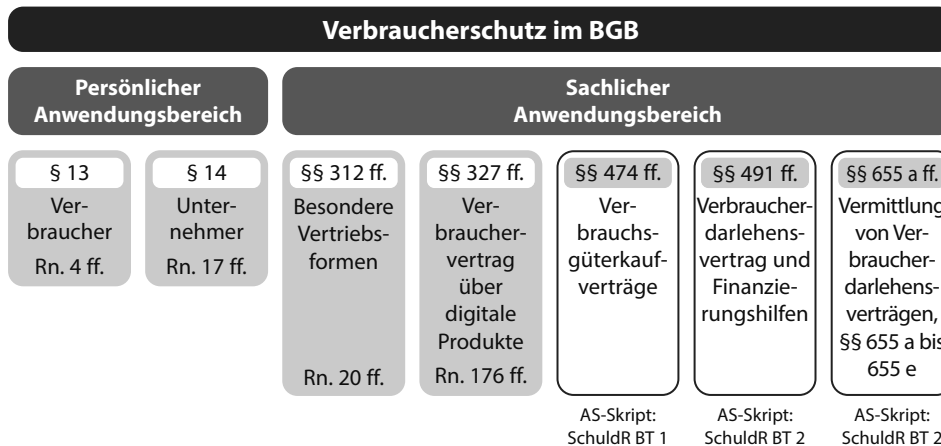 Verbraucherschutz im BGB
Persönlicher
Anwendungsbereich
Sachlicher
Anwendungsbereich
§ 13
Ver-
braucher
Rn. 4 ff.
§ 14
Unter-
nehmer
Rn. 17 ff.
§§ 312 ff.
Besondere
Vertriebs-
formen
Rn. 20 ff.
§§ 327 ff.
Ver-
braucher-
vertrag
über
digitale
Produkte
Rn. 176 ff.
§§ 474 ff.
Ver-
brauchs-
güterkauf-
verträge
AS-Skript:
SchuldR BT 1
§§ 491 ff.
Verbraucher-
darlehens-
vertrag und
Finanzie-
rungshilfen
AS-Skript:
SchuldR BT 2
§§ 655 a ff.
Vermittlung
von Ver-
braucher-
darlehens-
verträgen,
§§ 655 a bis
655 e
AS-Skript:
SchuldR BT 2